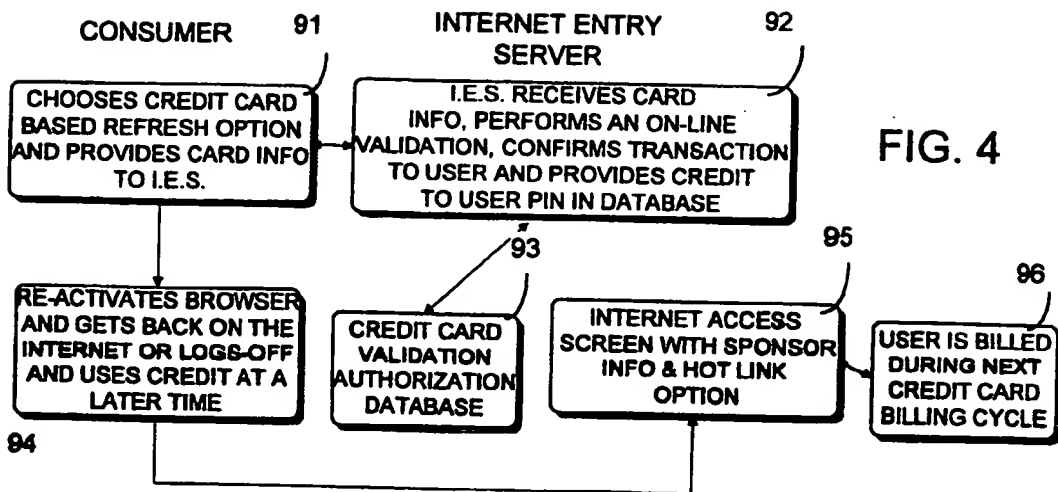 CONSUMER
91
INTERNET ENTRY
SERVER
92
CHOOSES CREDIT CARD
BASED REFRESH OPTION
AND PROVIDES CARD INFO
TO I.E.S.
I.E.S. RECEIVES CARD
INFO, PERFORMS AN ON-LINE
VALIDATION, CONFIRMS TRANSACTION
TO USER AND PROVIDES CREDIT
TO USER PIN IN DATABASE
FIG. 4
93
95
96
RE-ACTIVATES BROWSER
AND GETS BACK ON THE
INTERNET OR LOGS-OFF
AND USES CREDIT AT A
LATER TIME
94
CREDIT CARD
VALIDATION
AUTHORIZATION
DATABASE
INTERNET ACCESS
SCREEN WITH SPONSOR
INFO & HOT LINK
OPTION
USER IS BILLED
DURING NEXT
CREDIT CARD
BILLING CYCLE